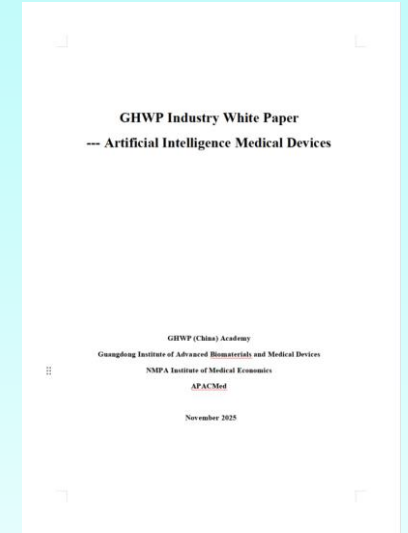 GHWP Industry White Paper
--- Artificial Intelligence Medical Devices
GHWP (China) Academy
Guangdong Institute of Advanced Biomaterials and Medical Devices
NMPA Institute of Medical Economics
APACMed
November 2025